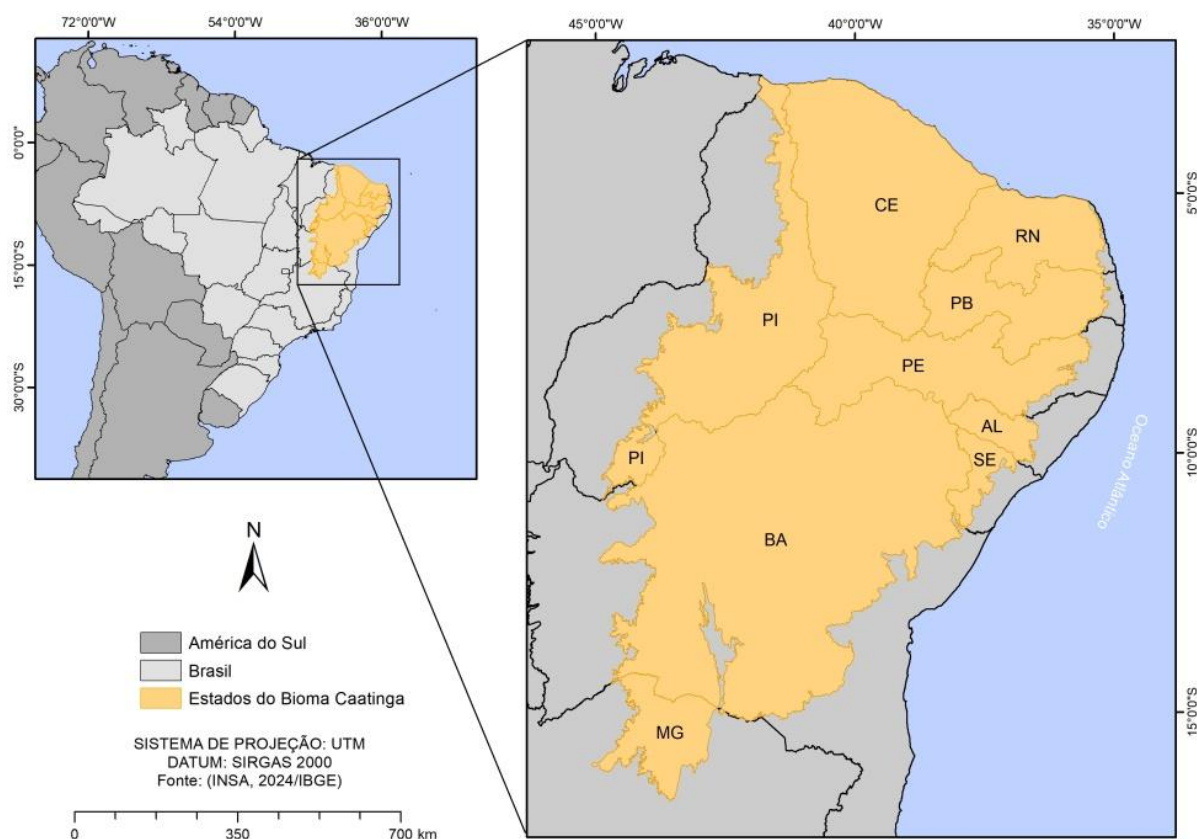 72°0'0"W
54°0'0"W
36°0'0"W
0°0'0"
15°0'0"S
30°0'0"S
45°0'0"W
40°0'0"W
35°0'0"W
5°0'0"S
10°0'0"S
15°0'0"S
CE
RN
PB
PI
PE
AL
SE
PI
BA
MG
Oceano Atlântico
N
América do Sul
Brasil
Estados do Bioma Caatinga
SISTEMA DE PROJEÇÃO: UTM
DATUM: SIRGAS 2000
Fonte: (INSA, 2024/IBGE)
0 350 700 km